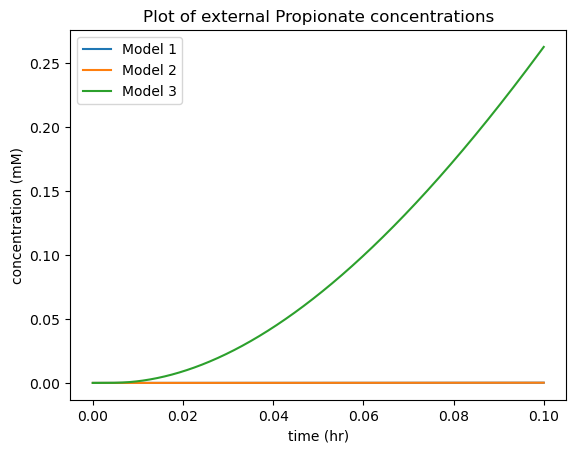 Plot of external Propionate concentrations
Model 1
Model 2
Model 3
concentration (mM)
0.25
0.20
0.15
0.10
0.05
0.00
0.00 0.02 0.04 0.06 0.08 0.10
time (hr)